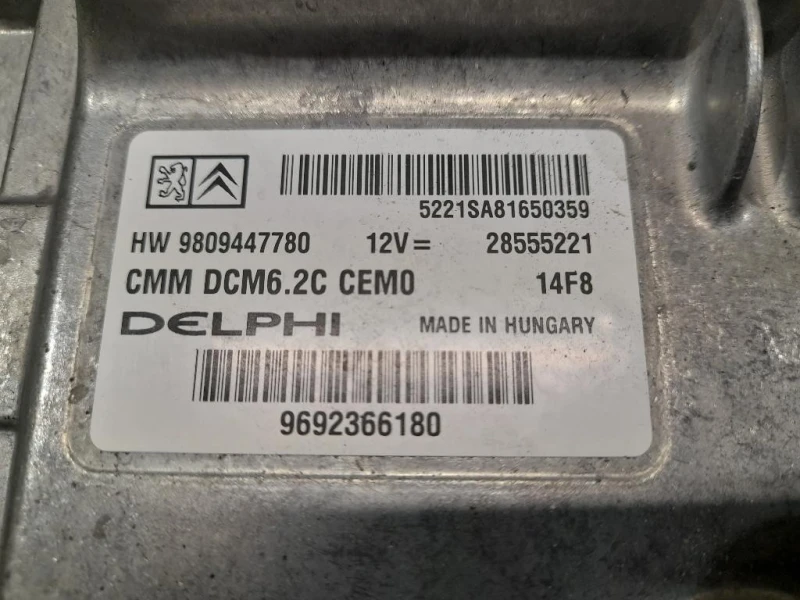 5221SA81650359
HW 9809447780 12V= 28555221
CMM DCM6.2C CEM0 14F8
DELPHI MADE IN HUNGARY
9692366180